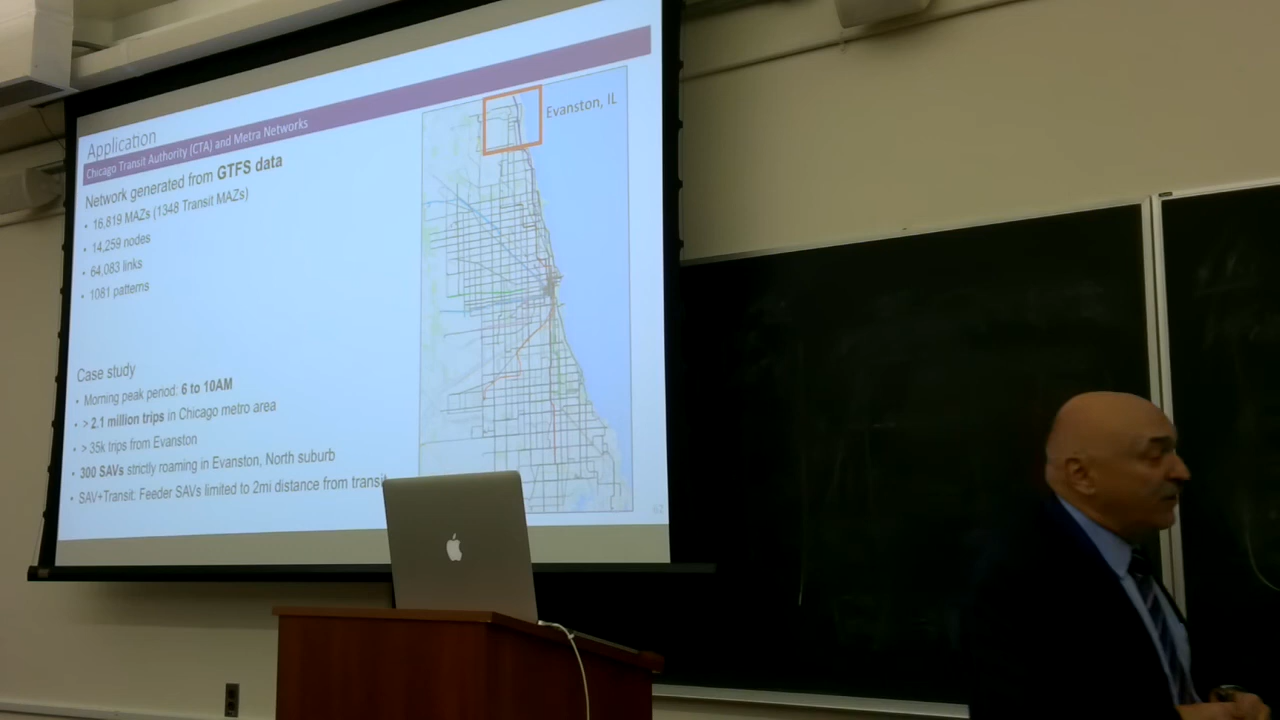 Application
Chicago Transit Authority (CTA) and Metra Networks
Network generated from GTFS data
• 16,819 MAZs (1348 Transit MAZs)
• 14,259 nodes
• 64,083 links
• 1081 patterns
Evanston, IL
Case study
• Morning peak period: 6 to 10AM
• > 2.1 million trips in Chicago metro area
• > 35k trips from Evanston
• 300 SAVs strictly roaming in Evanston, North suburb
• SAV+Transit: Feeder SAVs limited to 2mi distance from transit